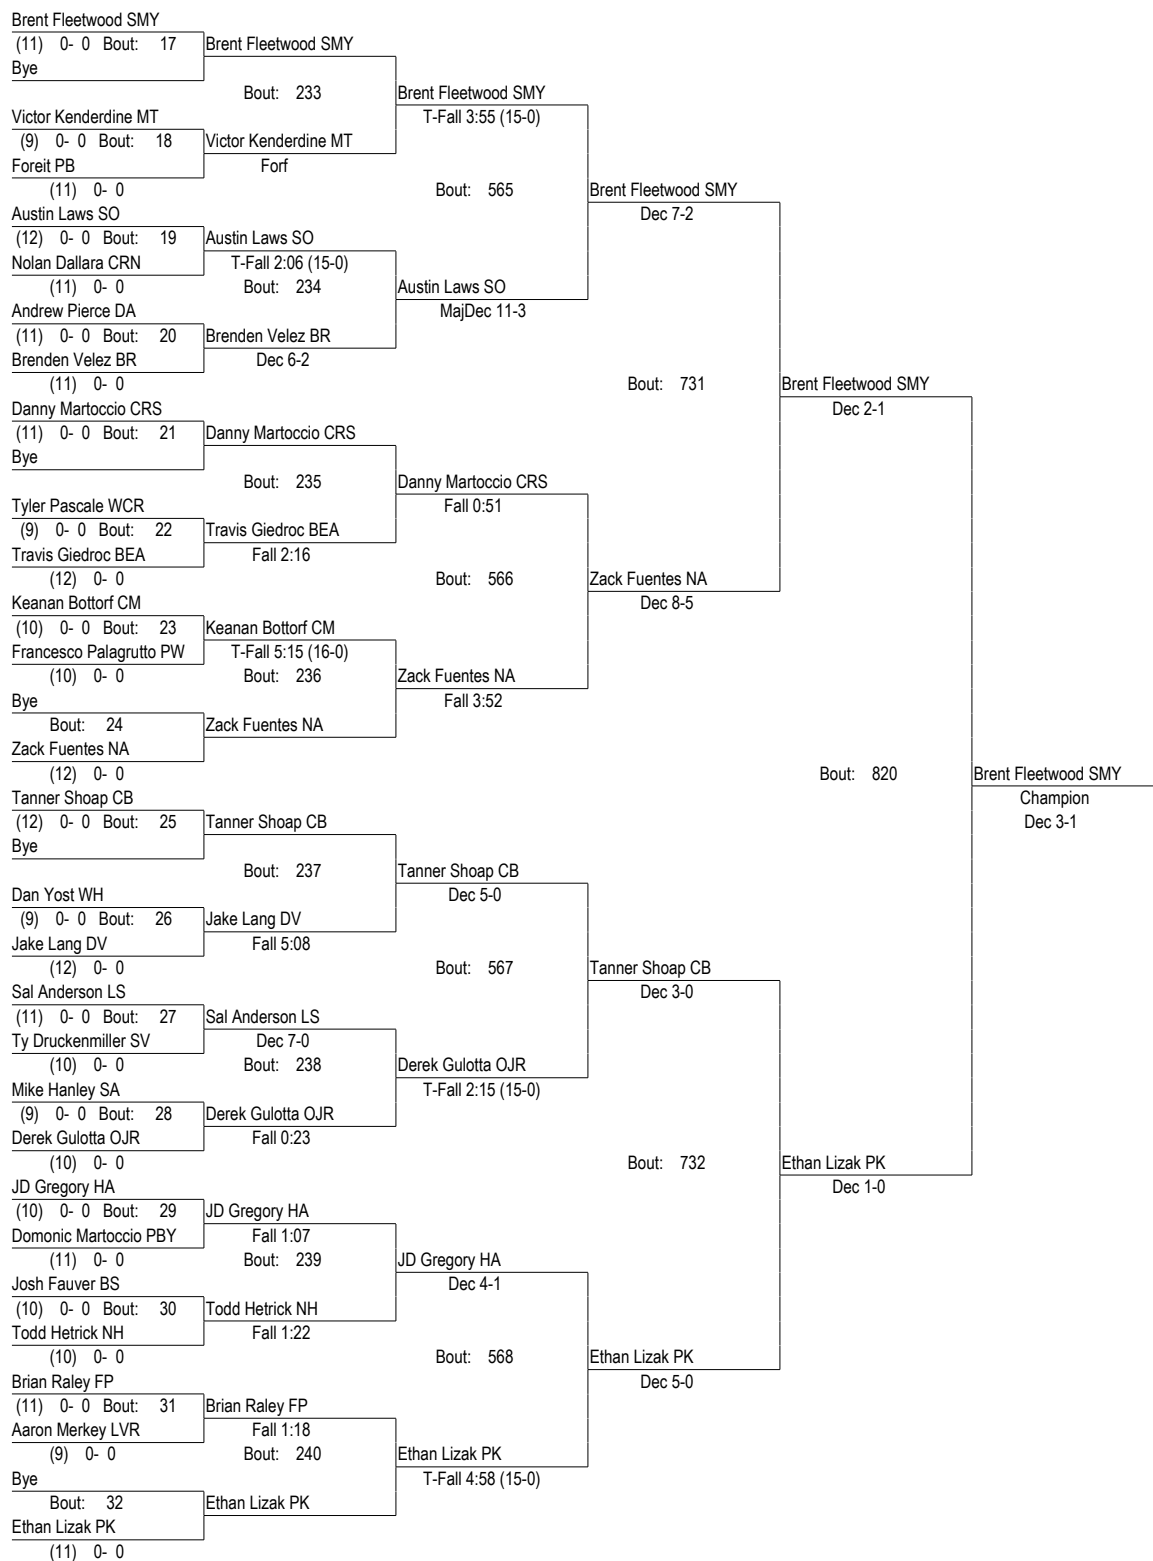 Brent Fleetwood SMY
(11) 0- 0 Bout: 17 Brent Fleetwood SMY
Bye
Bout: 233 Brent Fleetwood SMY
Victor Kenderdine MT T-Fall 3:55 (15-0)
(9) 0- 0 Bout: 18 Victor Kenderdine MT
Foreit PB Forf
(11) 0- 0 Bout: 565 Brent Fleetwood SMY
Austin Laws SO Dec 7-2
(12) 0- 0 Bout: 19 Austin Laws SO
Nolan Dallara CRN T-Fall 2:06 (15-0)
(11) 0- 0 Bout: 234 Austin Laws SO
Andrew Pierce DA MajDec 11-3
(11) 0- 0 Bout: 20 Brenden Velez BR
Brenden Velez BR Dec 6-2
(11) 0- 0 Bout: 731 Brent Fleetwood SMY
Danny Martoccio CRS Dec 2-1
(11) 0- 0 Bout: 21 Danny Martoccio CRS
Bye
Bout: 235 Danny Martoccio CRS
Tyler Pascale WCR Fall 0:51
(9) 0- 0 Bout: 22 Travis Giedroc BEA
Travis Giedroc BEA Fall 2:16
(12) 0- 0 Bout: 566 Zack Fuentes NA
Keanan Bottorf CM Dec 8-5
(10) 0- 0 Bout: 23 Keanan Bottorf CM
Francesco Palagrutto PW T-Fall 5:15 (16-0)
(10) 0- 0 Bout: 236 Zack Fuentes NA
Bye Fall 3:52
Bout: 24 Zack Fuentes NA
Zack Fuentes NA
(12) 0- 0 Bout: 820 Brent Fleetwood SMY
Tanner Shoap CB Champion
(12) 0- 0 Bout: 25 Tanner Shoap CB Dec 3-1
Bye
Bout: 237 Tanner Shoap CB
Dan Yost WH Dec 5-0
(9) 0- 0 Bout: 26 Jake Lang DV
Jake Lang DV Fall 5:08
(12) 0- 0 Bout: 567 Tanner Shoap CB
Sal Anderson LS Dec 3-0
(11) 0- 0 Bout: 27 Sal Anderson LS
Ty Druckenmiller SV Dec 7-0
(10) 0- 0 Bout: 238 Derek Gulotta OJR
Mike Hanley SA T-Fall 2:15 (15-0)
(9) 0- 0 Bout: 28 Derek Gulotta OJR
Derek Gulotta OJR Fall 0:23
(10) 0- 0 Bout: 732 Ethan Lizak PK
JD Gregory HA Dec 1-0
(10) 0- 0 Bout: 29 JD Gregory HA
Domonic Martoccio PBY Fall 1:07
(11) 0- 0 Bout: 239 JD Gregory HA
Josh Fauver BS Dec 4-1
(10) 0- 0 Bout: 30 Todd Hetrick NH
Todd Hetrick NH Fall 1:22
(10) 0- 0 Bout: 568 Ethan Lizak PK
Brian Raley FP Dec 5-0
(11) 0- 0 Bout: 31 Brian Raley FP
Aaron Merkey LVR Fall 1:18
(9) 0- 0 Bout: 240 Ethan Lizak PK
Bye T-Fall 4:58 (15-0)
Bout: 32 Ethan Lizak PK
Ethan Lizak PK
(11) 0- 0